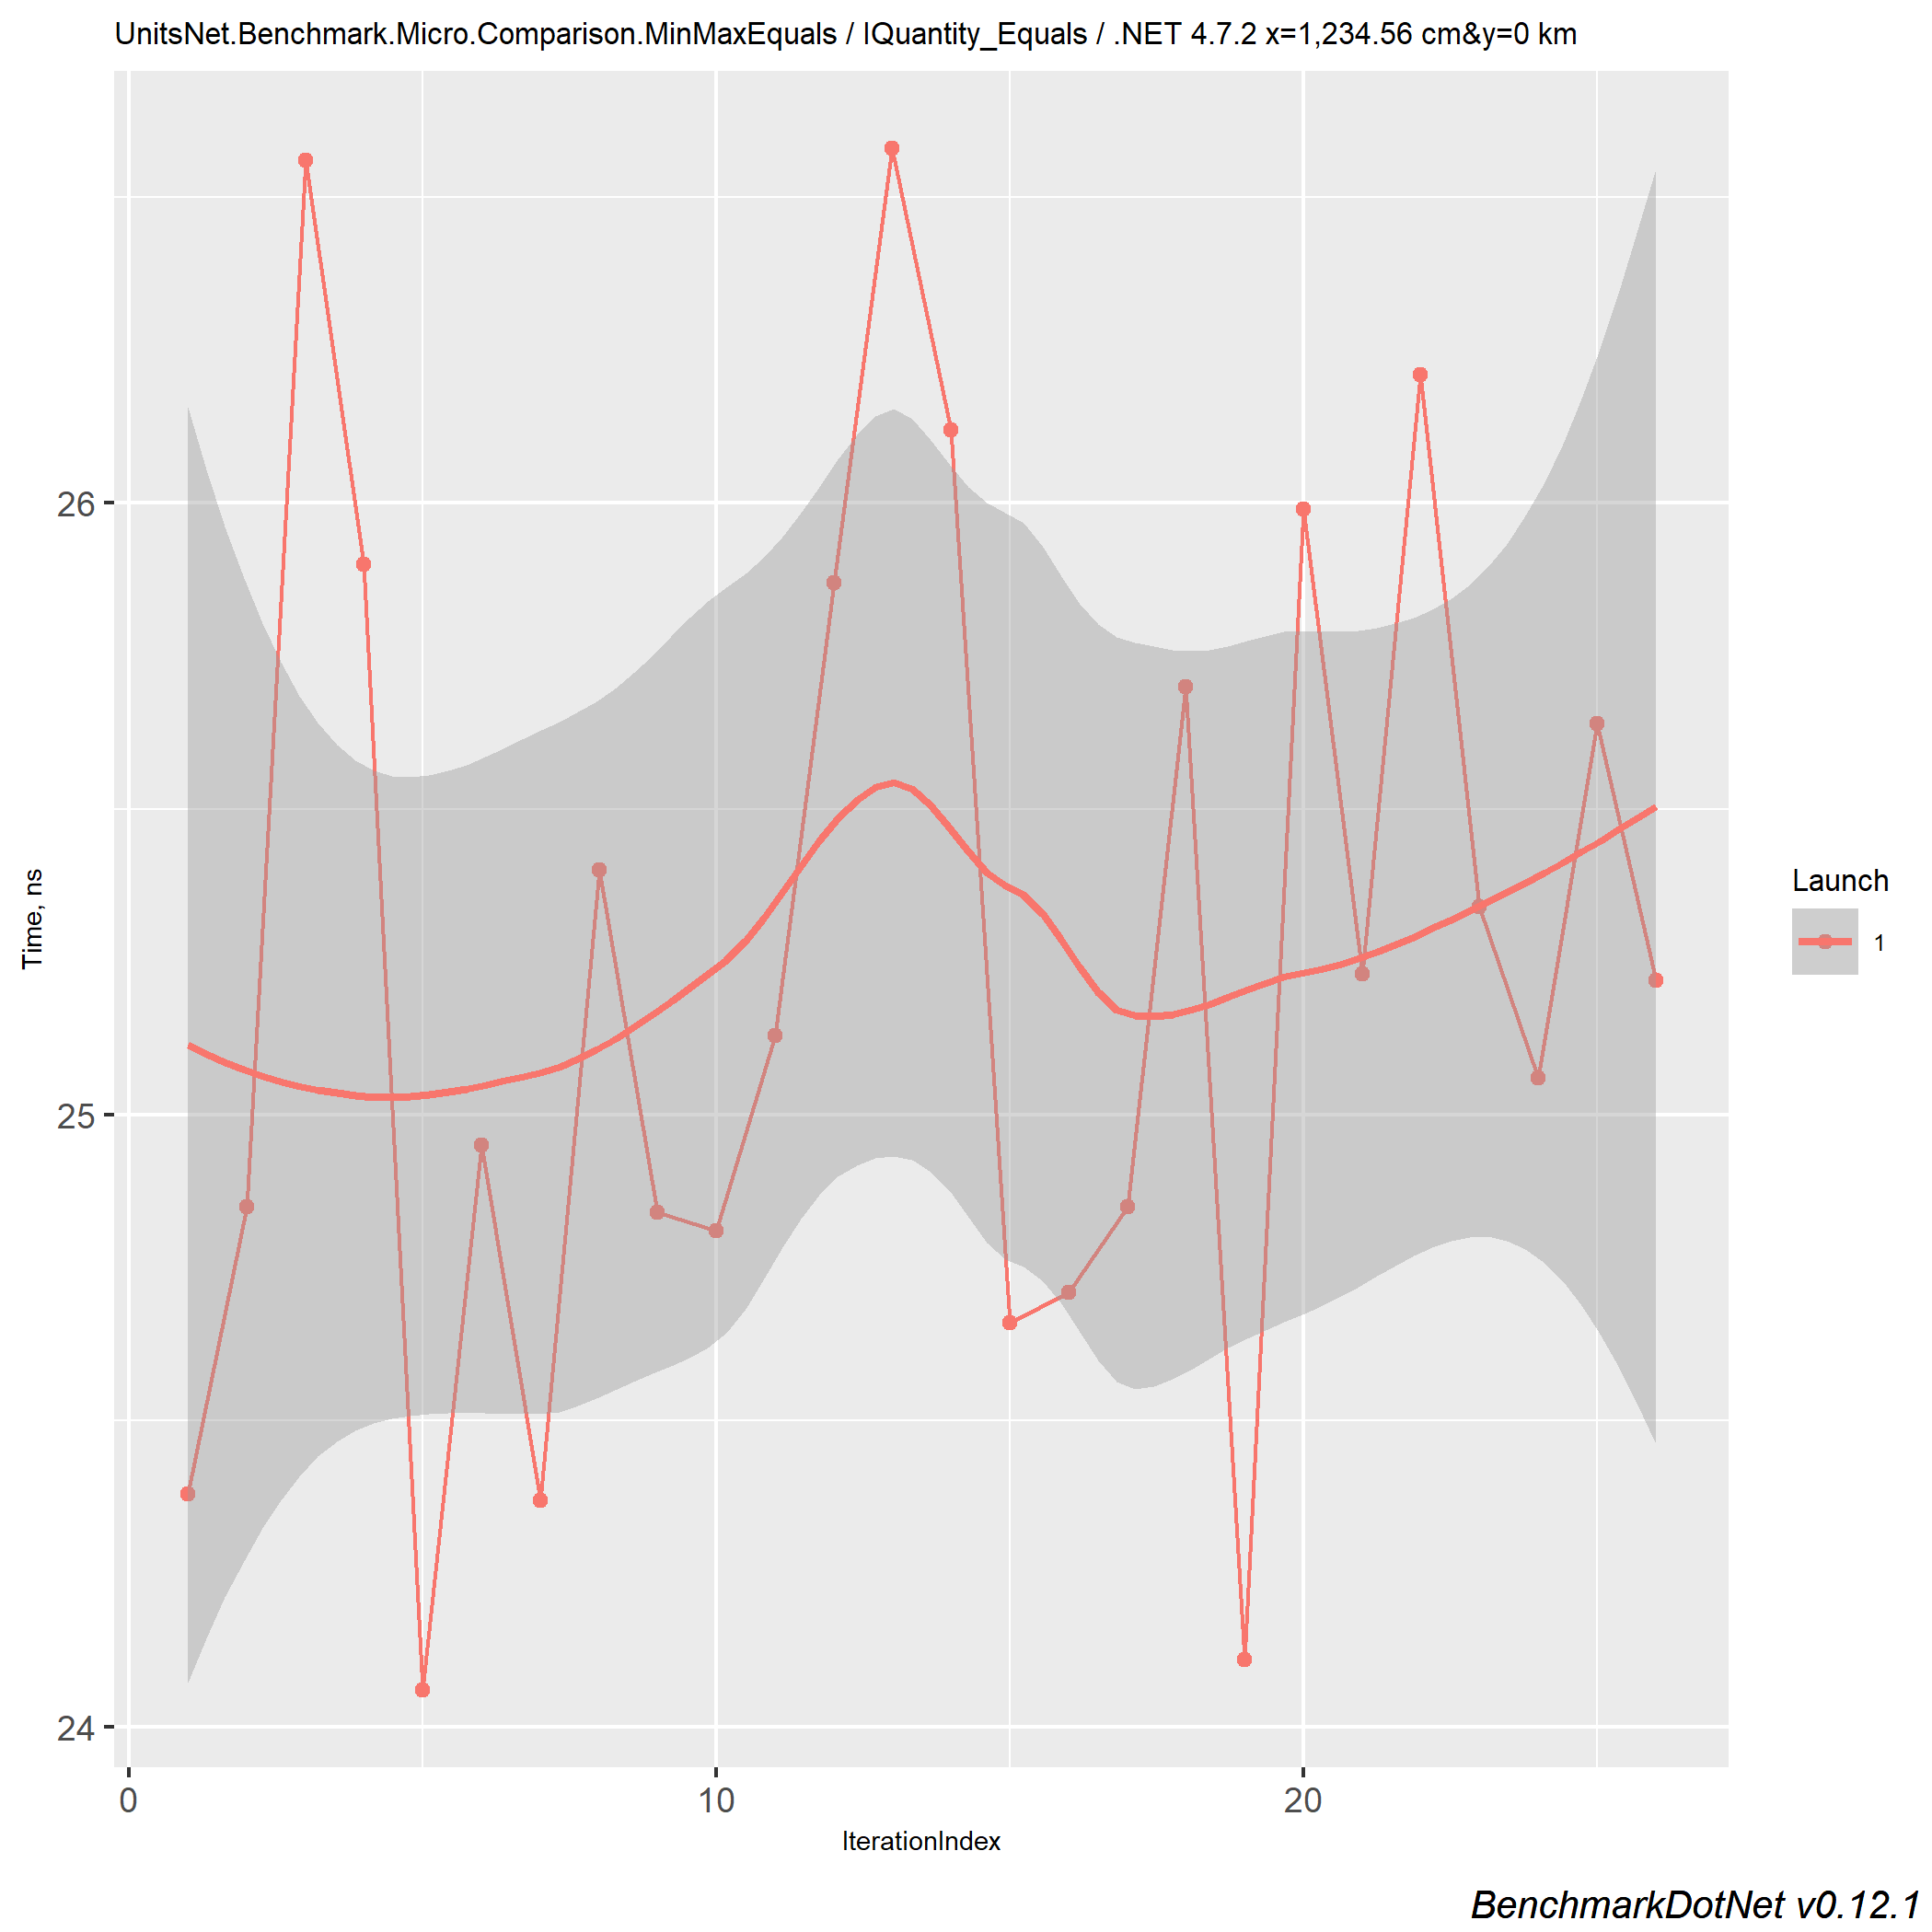 UnitsNet.Benchmark.Micro.Comparison.MinMaxEquals / IQuantity_Equals / .NET 4.7.2 x=1,234.56 cm&y=0 km
26
25
24
Time, ns
0 10 20
IterationIndex
Launch
1
BenchmarkDotNet v0.12.1